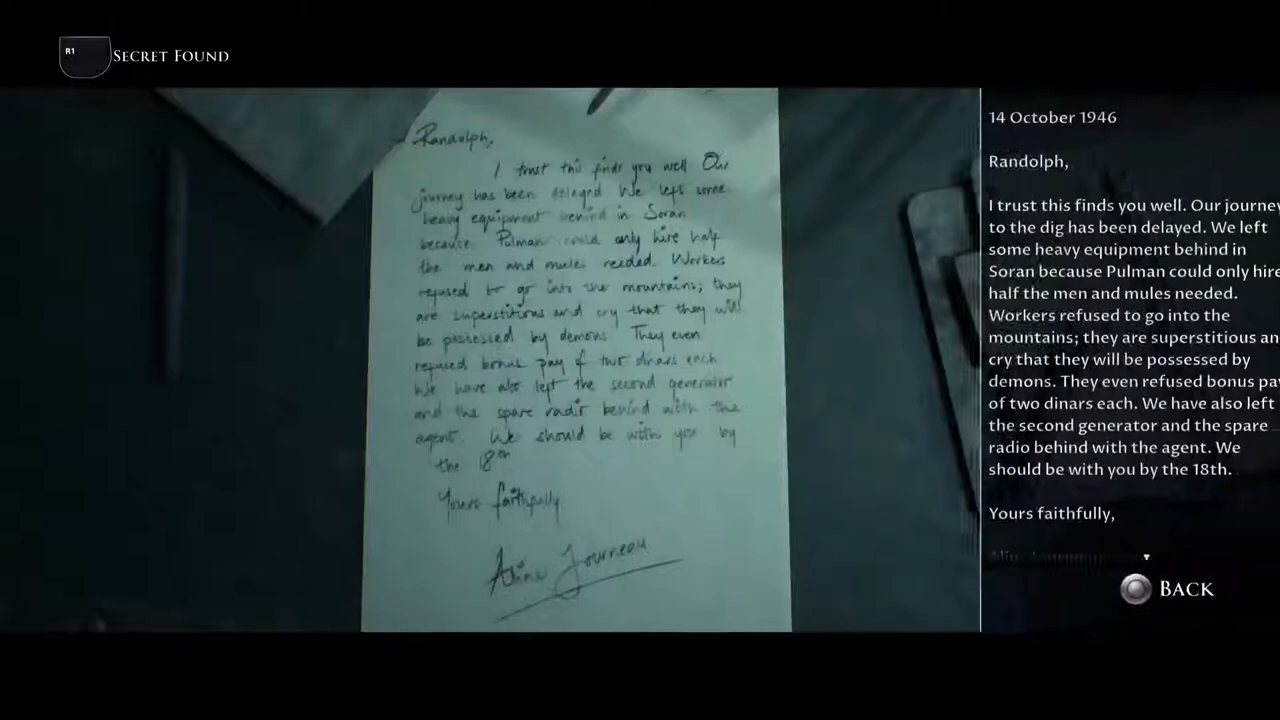 R1
SECRET FOUND
Randolph,
I trust this finds you well Our
journey has been delayed We left some
heavy equipment behind in Soran
because Pulman could only hire half
the men and mules needed. Workers
refused to go into the mountains; they
are superstitious and cry that they will
be possessed by demons They even
refused bonus pay of two dinars each
We have also left the second generator
and the spare radio behind with the
agent. We should be with you by
the 18th
Yours faithfully
Aline Journeau
14 October 1946
Randolph,
I trust this finds you well. Our journey
to the dig has been delayed. We left
some heavy equipment behind in
Soran because Pulman could only hire
half the men and mules needed.
Workers refused to go into the
mountains; they are superstitious an
cry that they will be possessed by
demons. They even refused bonus pa
of two dinars each. We have also left
the second generator and the spare
radio behind with the agent. We
should be with you by the 18th.
Yours faithfully,
BACK